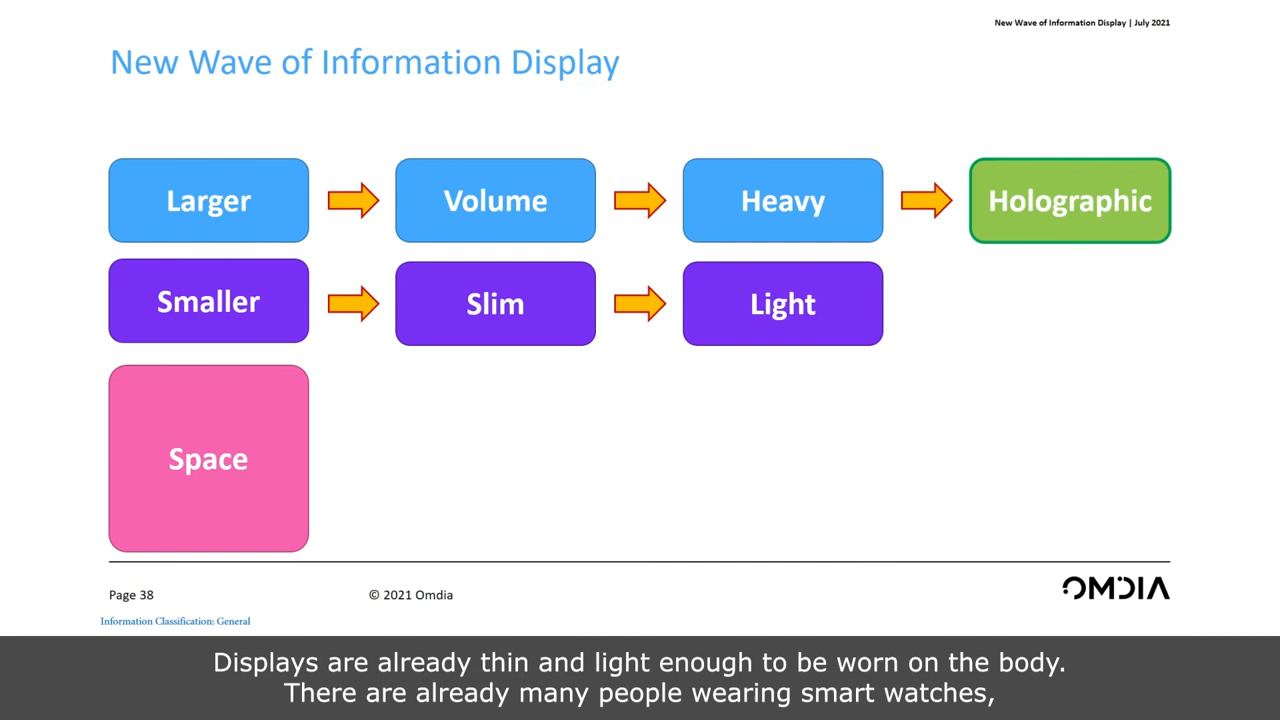 New Wave of Information Display | July 2021
New Wave of Information Display
Larger
Volume
Heavy
Holographic
Smaller
Slim
Light
Space
Page 38
© 2021 Omdia
OMDIA
Information Classification: General
Displays are already thin and light enough to be worn on the body.
There are already many people wearing smart watches,